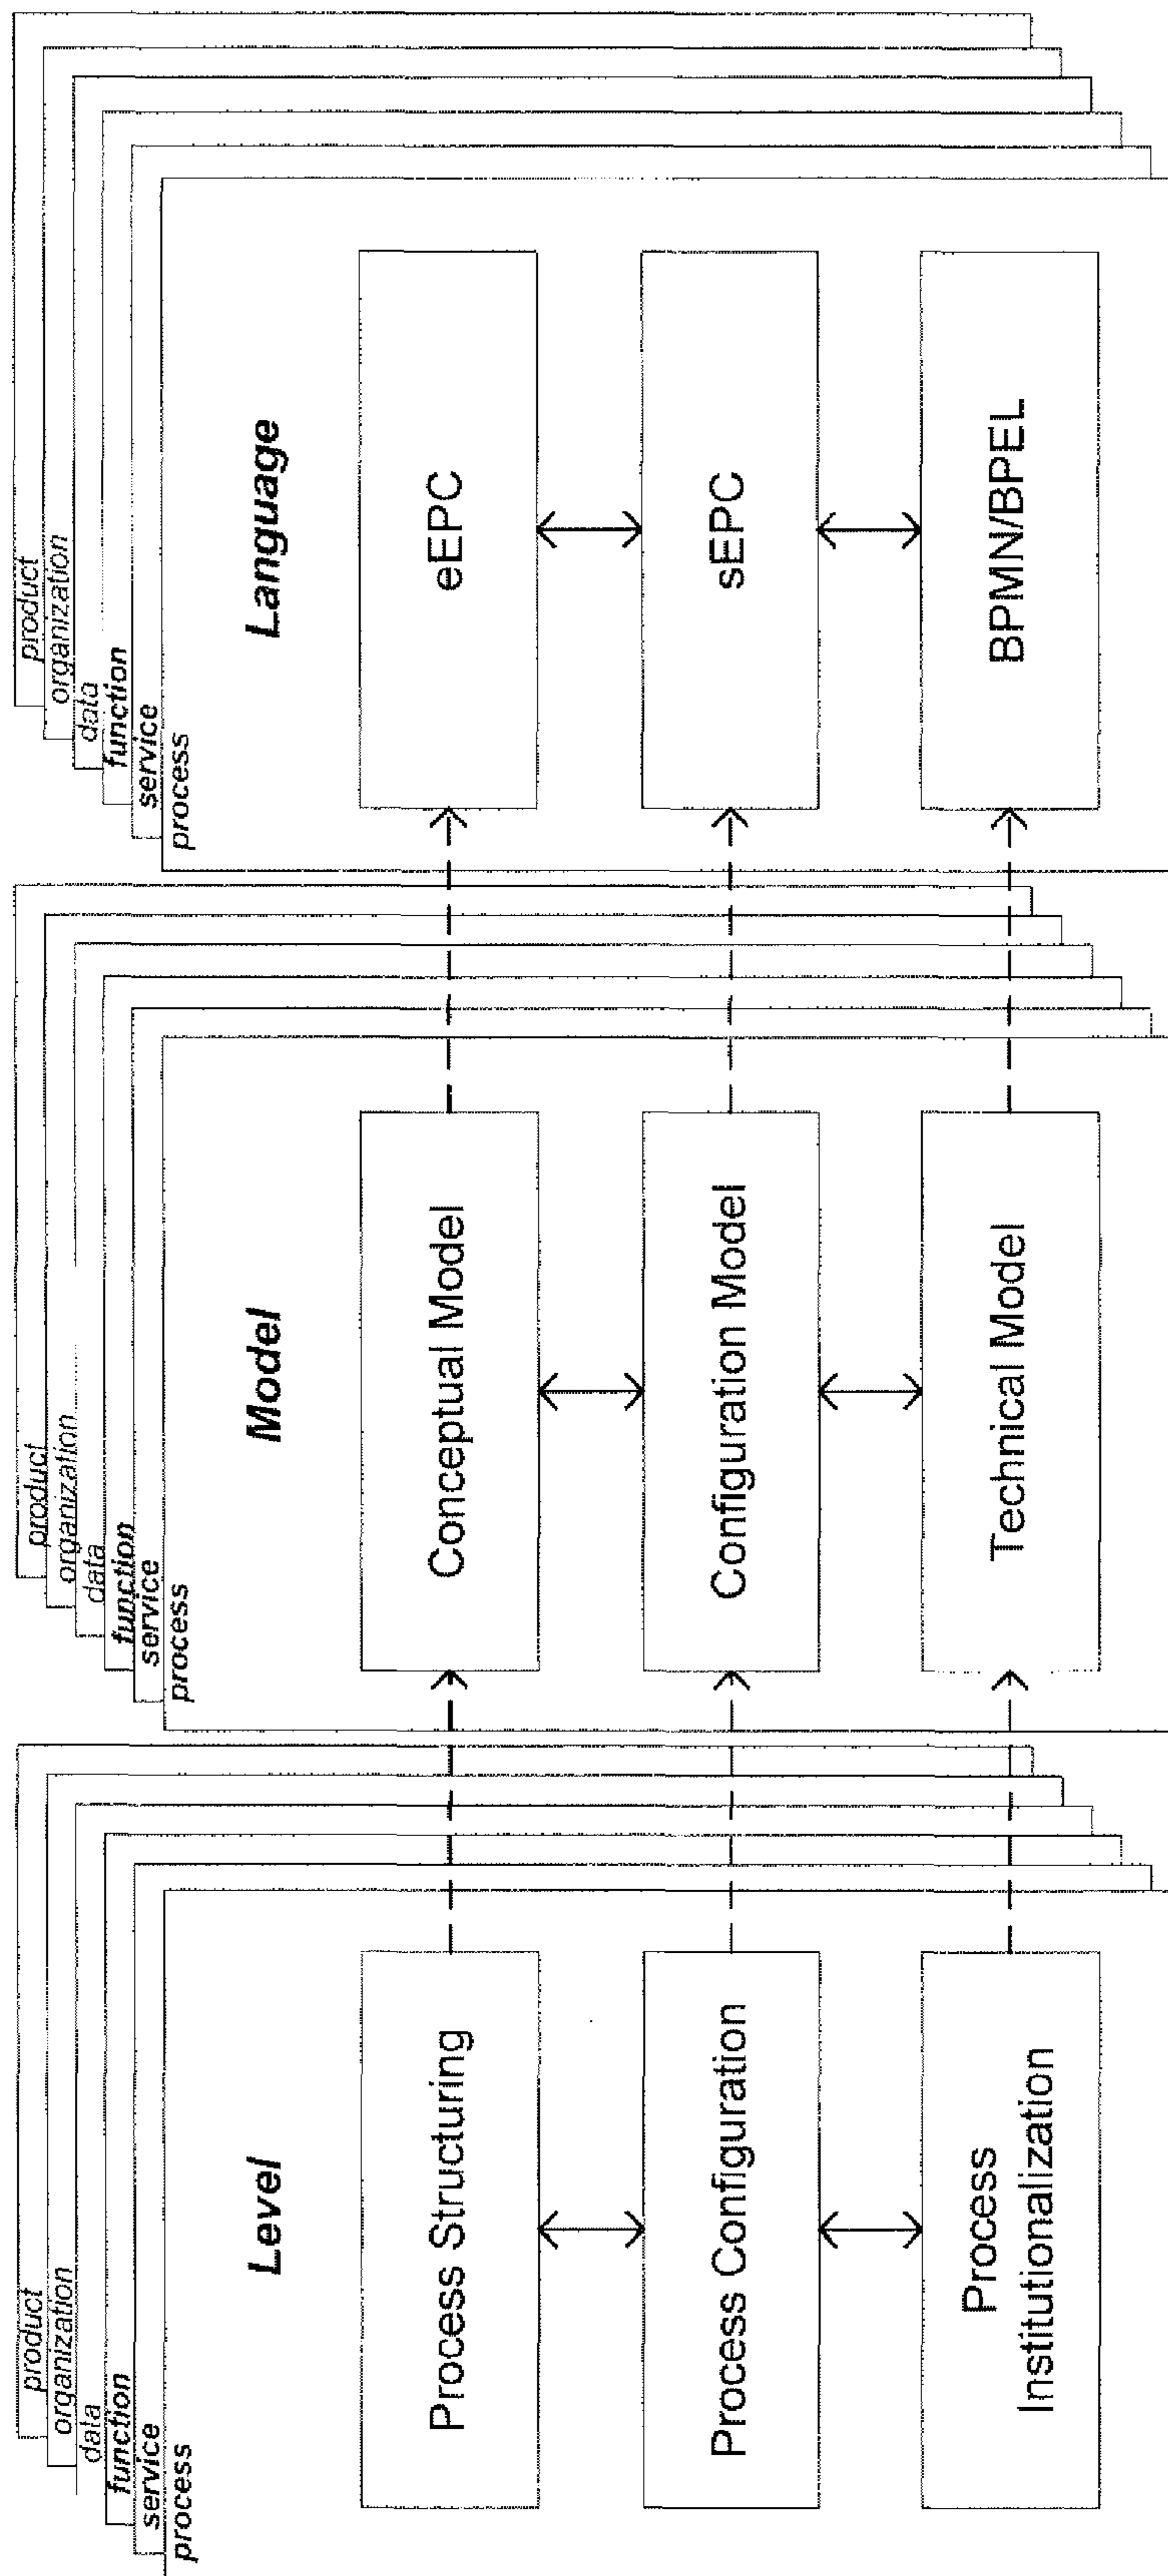 product
organization
data
function
service
process
Level
Process Structuring
Process Configuration
Process
Institutionalization
product
organization
data
function
service
process
Model
Conceptual Model
Configuration Model
Technical Model
product
organization
data
function
service
process
Language
eEPC
sEPC
BPMN/BPEL